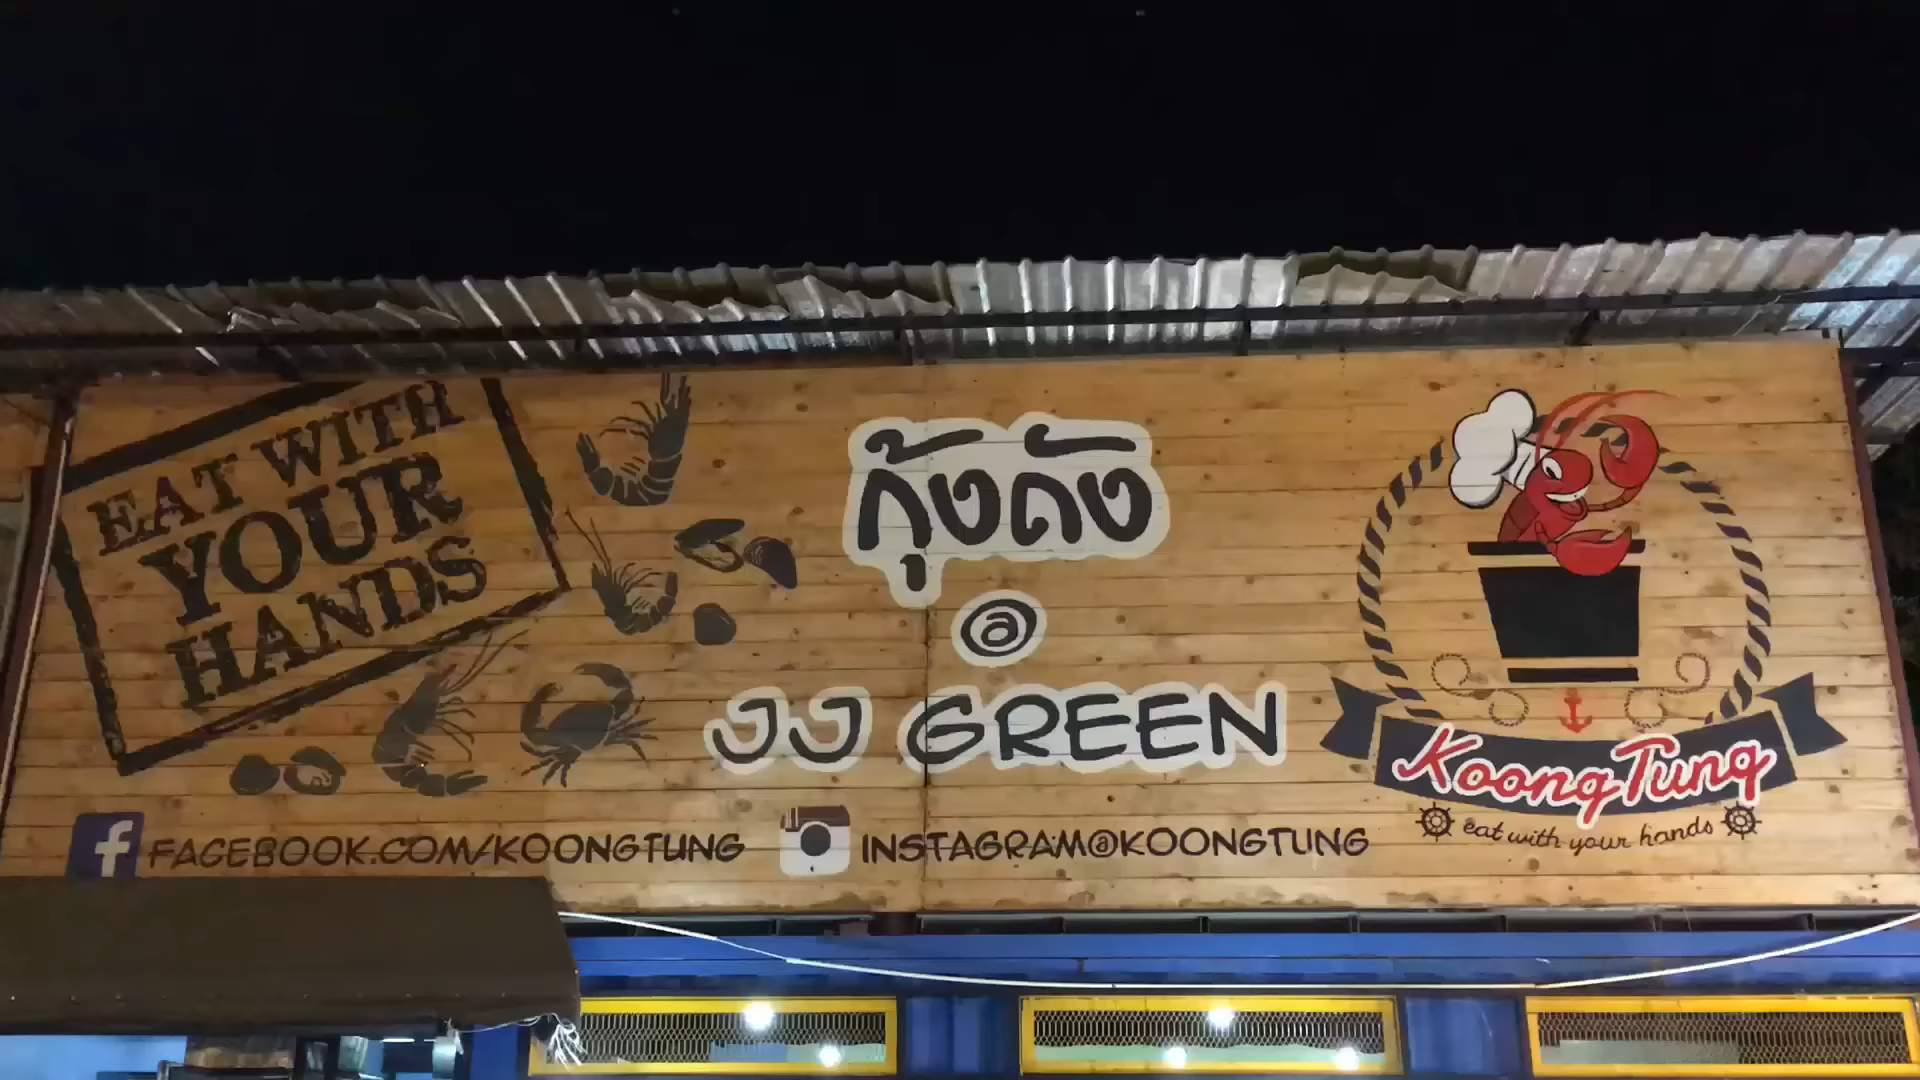 EAT WITH
YOUR
HANDS
กุ้งถัง
@
JJ GREEN
Koong Tung
eat with your hands
f FACEBOOK.COM/KOONGTUNG
INSTAGRAM@KOONGTUNG